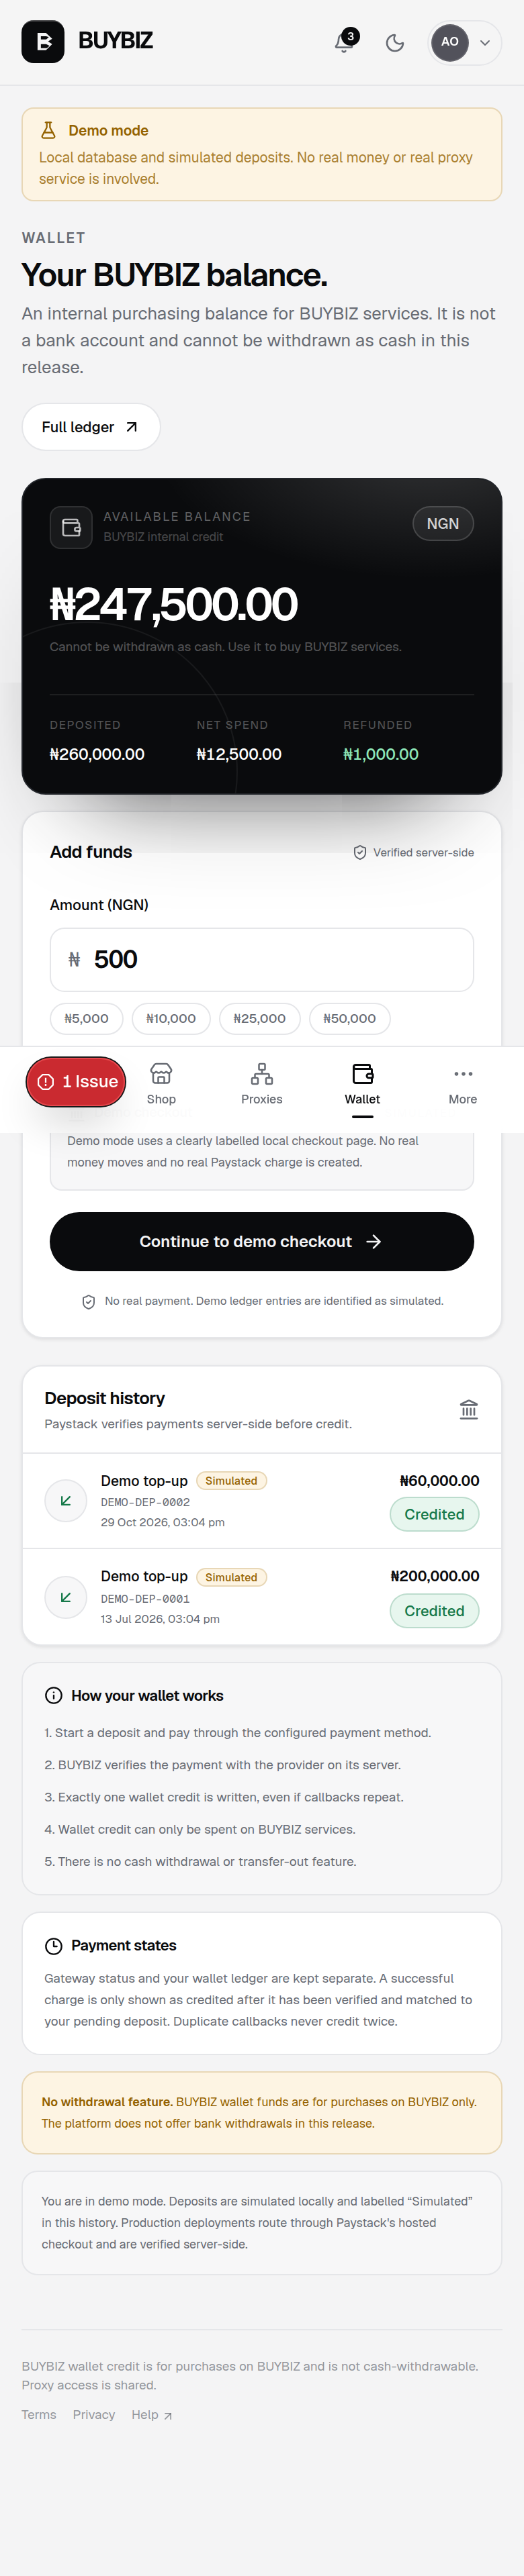 BUYBIZ
3
AO
Demo mode
Local database and simulated deposits. No real money or real proxy
service is involved.
WALLET
Your BUYBIZ balance.
An internal purchasing balance for BUYBIZ services. It is not
a bank account and cannot be withdrawn as cash in this
release.
Full ledger
AVAILABLE BALANCE
BUYBIZ internal credit
NGN
₦247,500.00
Cannot be withdrawn as cash. Use it to buy BUYBIZ services.
DEPOSITED
NET SPEND
REFUNDED
₦260,000.00
₦12,500.00
₦1,000.00
Add funds
Verified server-side
Amount (NGN)
₦ 500
₦5,000
₦10,000
₦25,000
₦50,000
1 Issue
Shop
Proxies
Wallet
More
Demo mode uses a clearly labelled local checkout page. No real
money moves and no real Paystack charge is created.
Continue to demo checkout
No real payment. Demo ledger entries are identified as simulated.
Deposit history
Paystack verifies payments server-side before credit.
Demo top-up Simulated
₦60,000.00
DEMO-DEP-0002
Credited
29 Oct 2026, 03:04 pm
Demo top-up Simulated
₦200,000.00
DEMO-DEP-0001
Credited
13 Jul 2026, 03:04 pm
How your wallet works
1. Start a deposit and pay through the configured payment method.
2. BUYBIZ verifies the payment with the provider on its server.
3. Exactly one wallet credit is written, even if callbacks repeat.
4. Wallet credit can only be spent on BUYBIZ services.
5. There is no cash withdrawal or transfer-out feature.
Payment states
Gateway status and your wallet ledger are kept separate. A successful
charge is only shown as credited after it has been verified and matched to
your pending deposit. Duplicate callbacks never credit twice.
No withdrawal feature. BUYBIZ wallet funds are for purchases on BUYBIZ only.
The platform does not offer bank withdrawals in this release.
You are in demo mode. Deposits are simulated locally and labelled “Simulated”
in this history. Production deployments route through Paystack's hosted
checkout and are verified server-side.
BUYBIZ wallet credit is for purchases on BUYBIZ and is not cash-withdrawable.
Proxy access is shared.
Terms
Privacy
Help